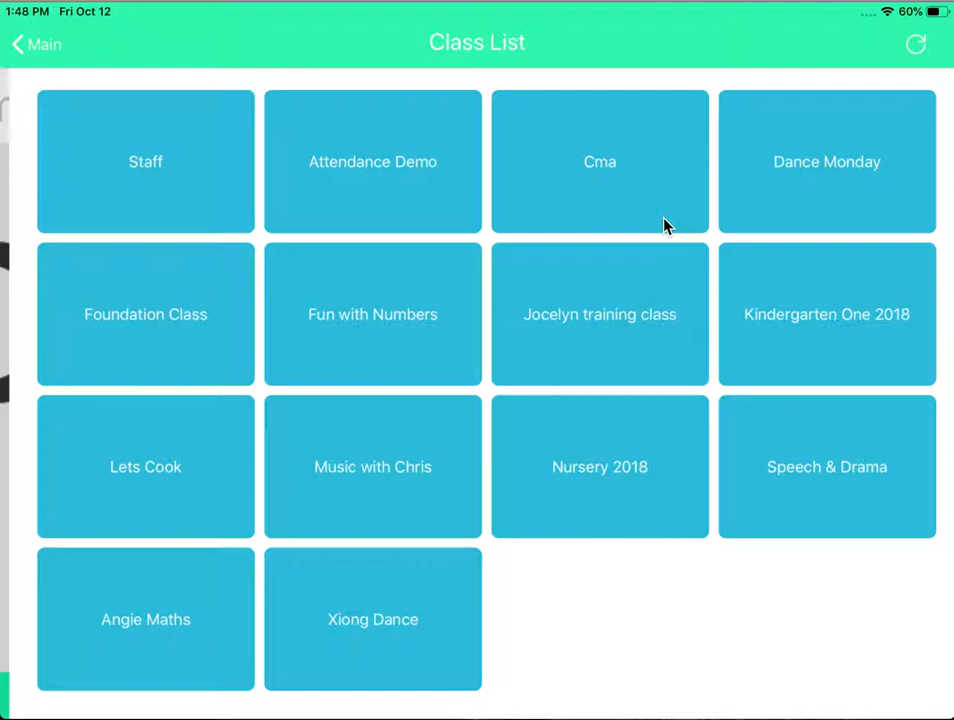 1:48 PM Fri Oct 12
60%
Main
Class List
Staff
Attendance Demo
Cma
Dance Monday
Foundation Class
Fun with Numbers
Jocelyn training class
Kindergarten One 2018
Lets Cook
Music with Chris
Nursery 2018
Speech & Drama
Angie Maths
Xiong Dance